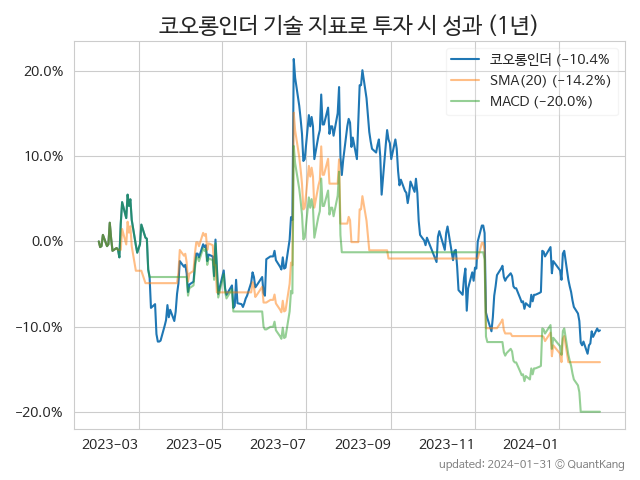 코오롱인더 기술 지표로 투자 시 성과 (1년)
코오롱인더 (−10.4%
SMA(20) (−14.2%)
MACD (−20.0%)
20.0%
10.0%
0.0%
−10.0%
−20.0%
2023-03 2023-05 2023-07 2023-09 2023-11 2024-01
updated: 2024-01-31 © QuantKang